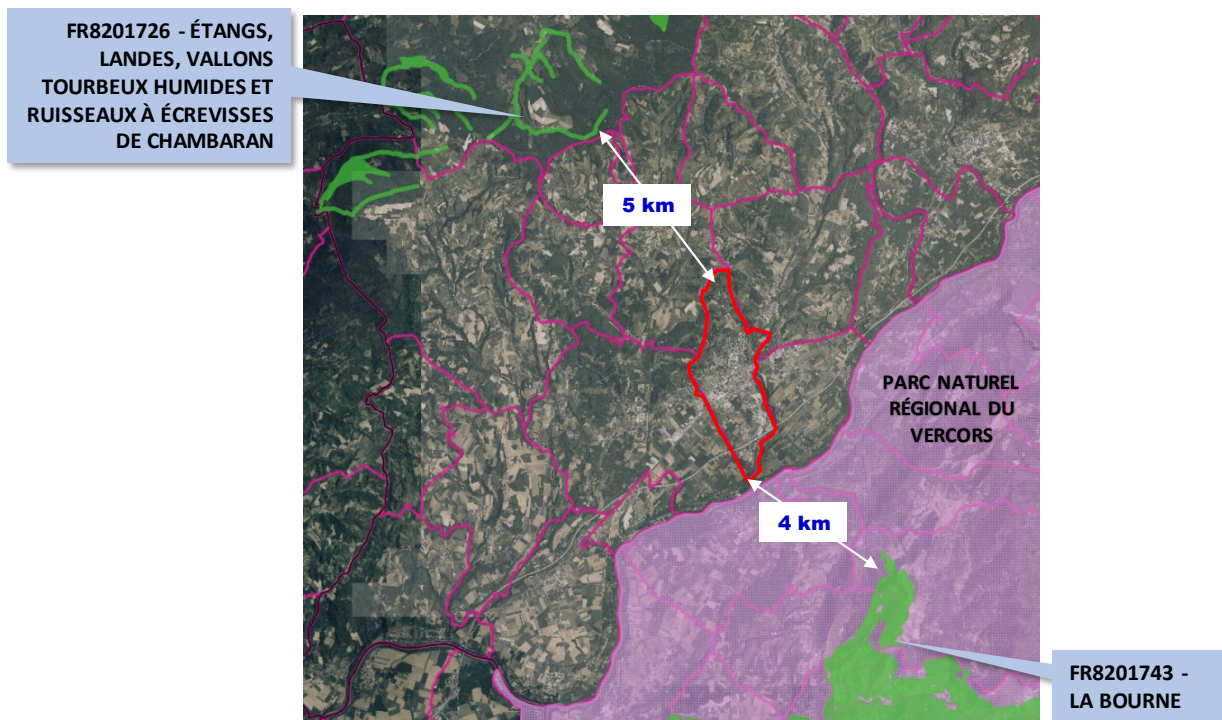 FR8201726 - ÉTANGS,
LANDES, VALLONS
TOURBEUX HUMIDES ET
RUISSEAUX À ÉCREVISSES
DE CHAMBARAN
5 km
PARC NATUREL
RÉGIONAL DU
VERCORS
4 km
FR8201743 -
LA BOURNE